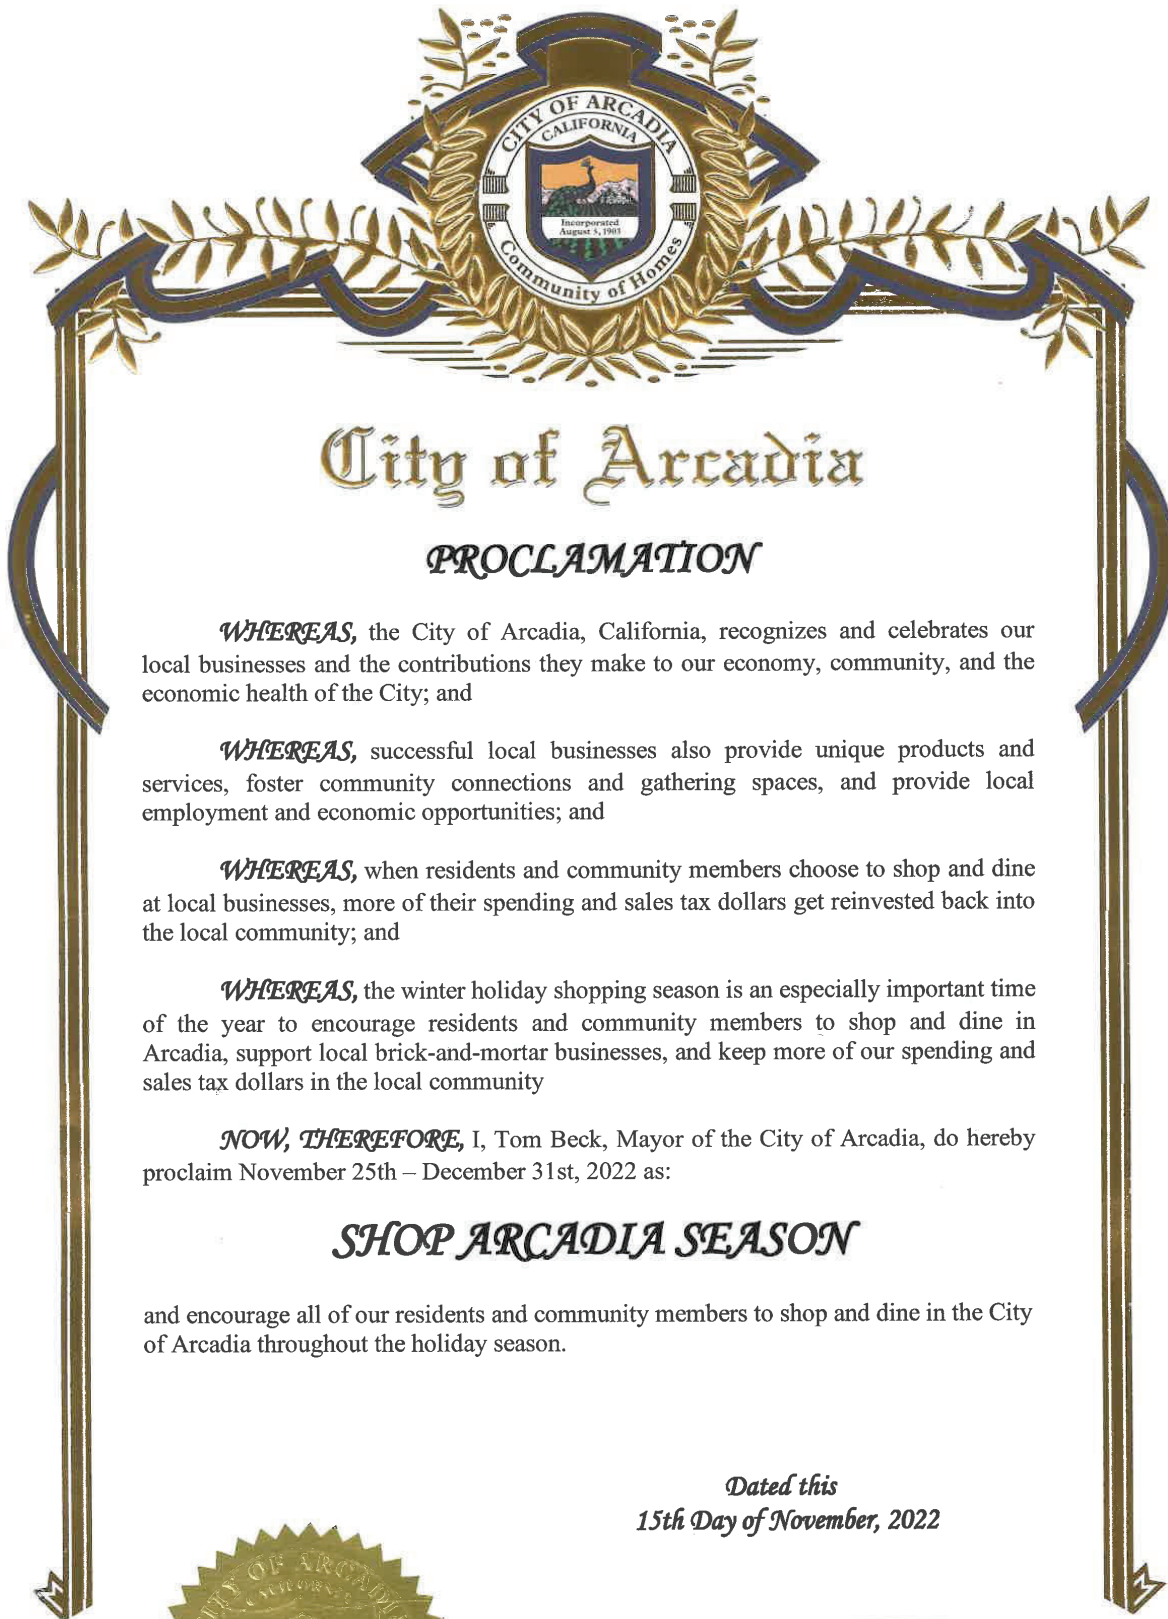 CITY OF ARCADIA
CALIFORNIA
Incorporated
August 5, 1903
Community of Homes
City of Arcadia
PROCLAMATION
WHEREAS, the City of Arcadia, California, recognizes and celebrates our
local businesses and the contributions they make to our economy, community, and the
economic health of the City; and
WHEREAS, successful local businesses also provide unique products and
services, foster community connections and gathering spaces, and provide local
employment and economic opportunities; and
WHEREAS, when residents and community members choose to shop and dine
at local businesses, more of their spending and sales tax dollars get reinvested back into
the local community; and
WHEREAS, the winter holiday shopping season is an especially important time
of the year to encourage residents and community members to shop and dine in
Arcadia, support local brick-and-mortar businesses, and keep more of our spending and
sales tax dollars in the local community
NOW, THEREFORE, I, Tom Beck, Mayor of the City of Arcadia, do hereby
proclaim November 25th – December 31st, 2022 as:
SHOP ARCADIA SEASON
and encourage all of our residents and community members to shop and dine in the City
of Arcadia throughout the holiday season.
Dated this
15th Day of November, 2022
CITY OF ARCADIA
CALIFORNIA